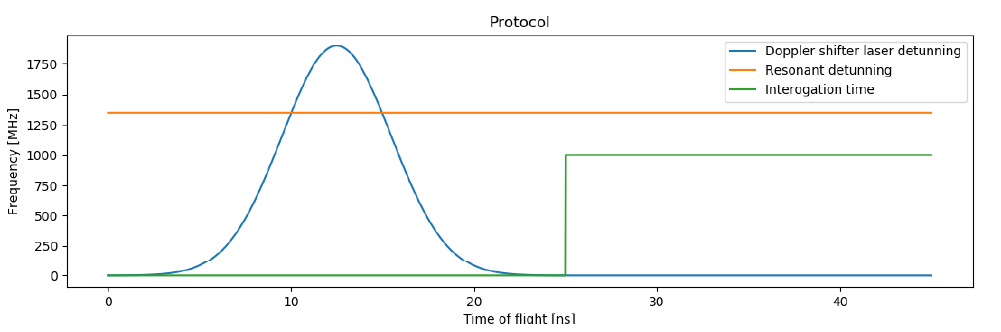 Protocol
Doppler shifter laser detunning
Resonant detunning
Interogation time
Frequency [MHz]
1750
1500
1250
1000
750
500
250
0
0 10 20 30 40
Time of flight [ns]